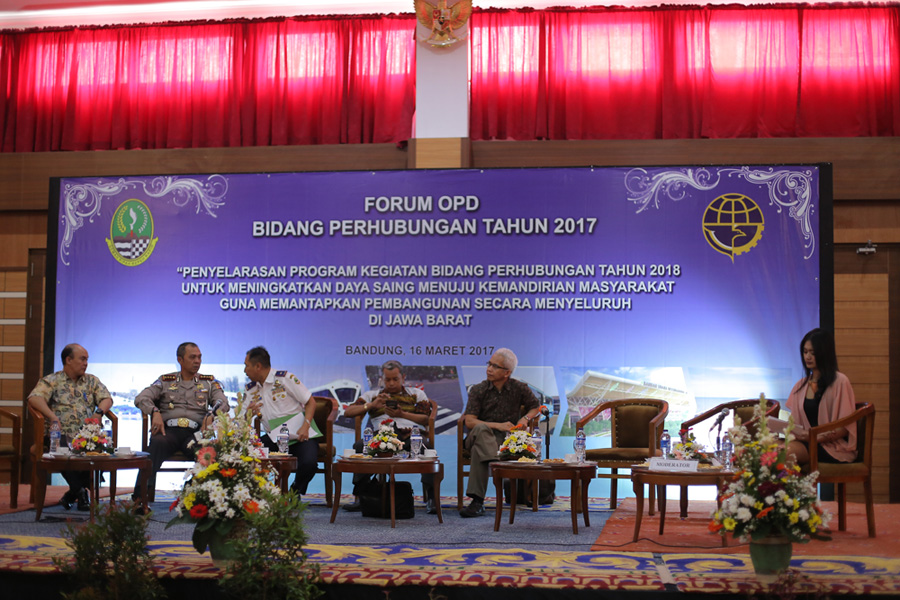 FORUM OPD
BIDANG PERHUBUNGAN TAHUN 2017
“PENYELARASAN PROGRAM KEGIATAN BIDANG PERHUBUNGAN TAHUN 2018
UNTUK MENINGKATKAN DAYA SAING MENUJU KEMANDIRIAN MASYARAKAT
GUNA MEMANTAPKAN PEMBANGUNAN SECARA MENYELURUH
DI JAWA BARAT
BANDUNG, 16 MARET 2017
MODERATOR